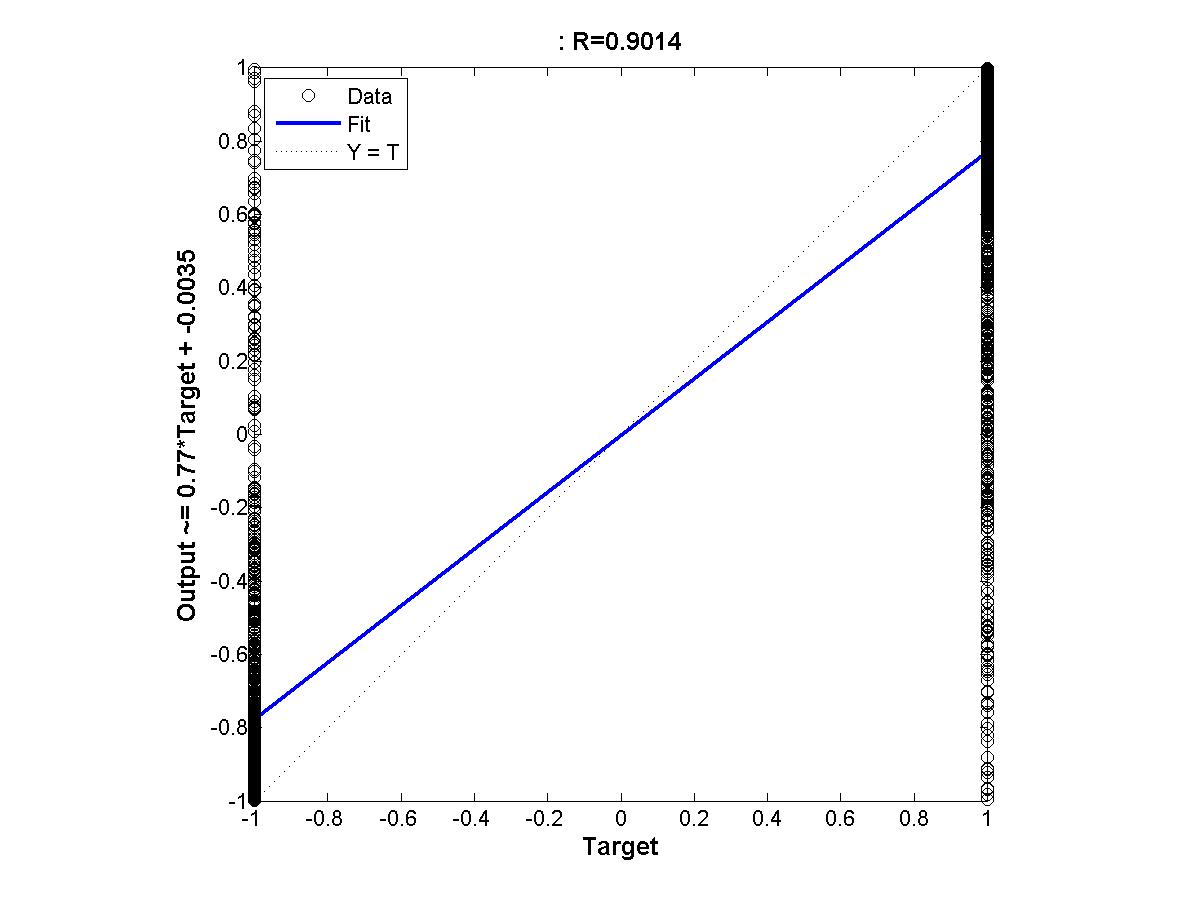 : R=0.9014
Data
Fit
Y = T
1
0.8
0.6
0.4
0.2
0
-0.2
-0.4
-0.6
-0.8
-1
Output ~= 0.77*Target + -0.0035
-1 -0.8 -0.6 -0.4 -0.2 0 0.2 0.4 0.6 0.8 1
Target